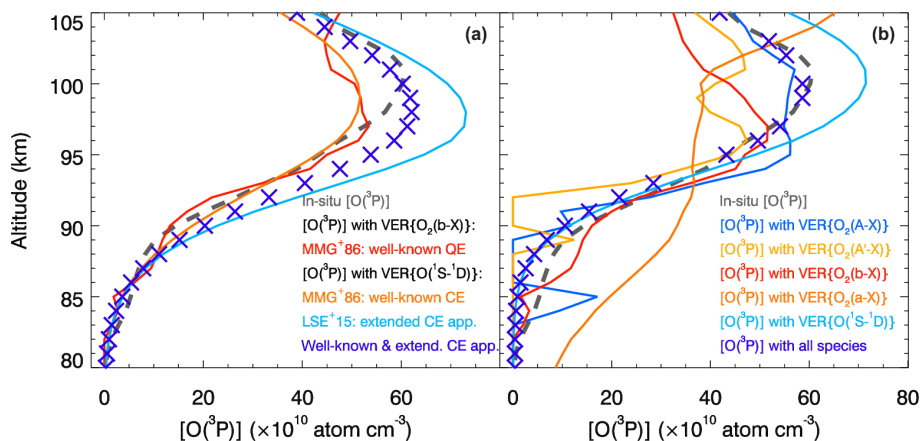 105
100
95
90
85
80
Altitude (km)
(a)
In-situ [O(³P)]
[O(³P)] with VER{O₂(b-X)}:
MMG⁺86: well-known QE
[O(³P)] with VER{O(¹S-¹D)}:
MMG⁺86: well-known CE
LSE⁺15: extended CE app.
Well-known & extend. CE app.
0 20 40 60
[O(³P)] (×10¹⁰ atom cm⁻³)
(b)
In-situ [O(³P)]
[O(³P)] with VER{O₂(A-X)}
[O(³P)] with VER{O₂(A'-X)}
[O(³P)] with VER{O₂(b-X)}
[O(³P)] with VER{O₂(a-X)}
[O(³P)] with VER{O(¹S-¹D)}
[O(³P)] with all species
0 20 40 60 80
[O(³P)] (×10¹⁰ atom cm⁻³)